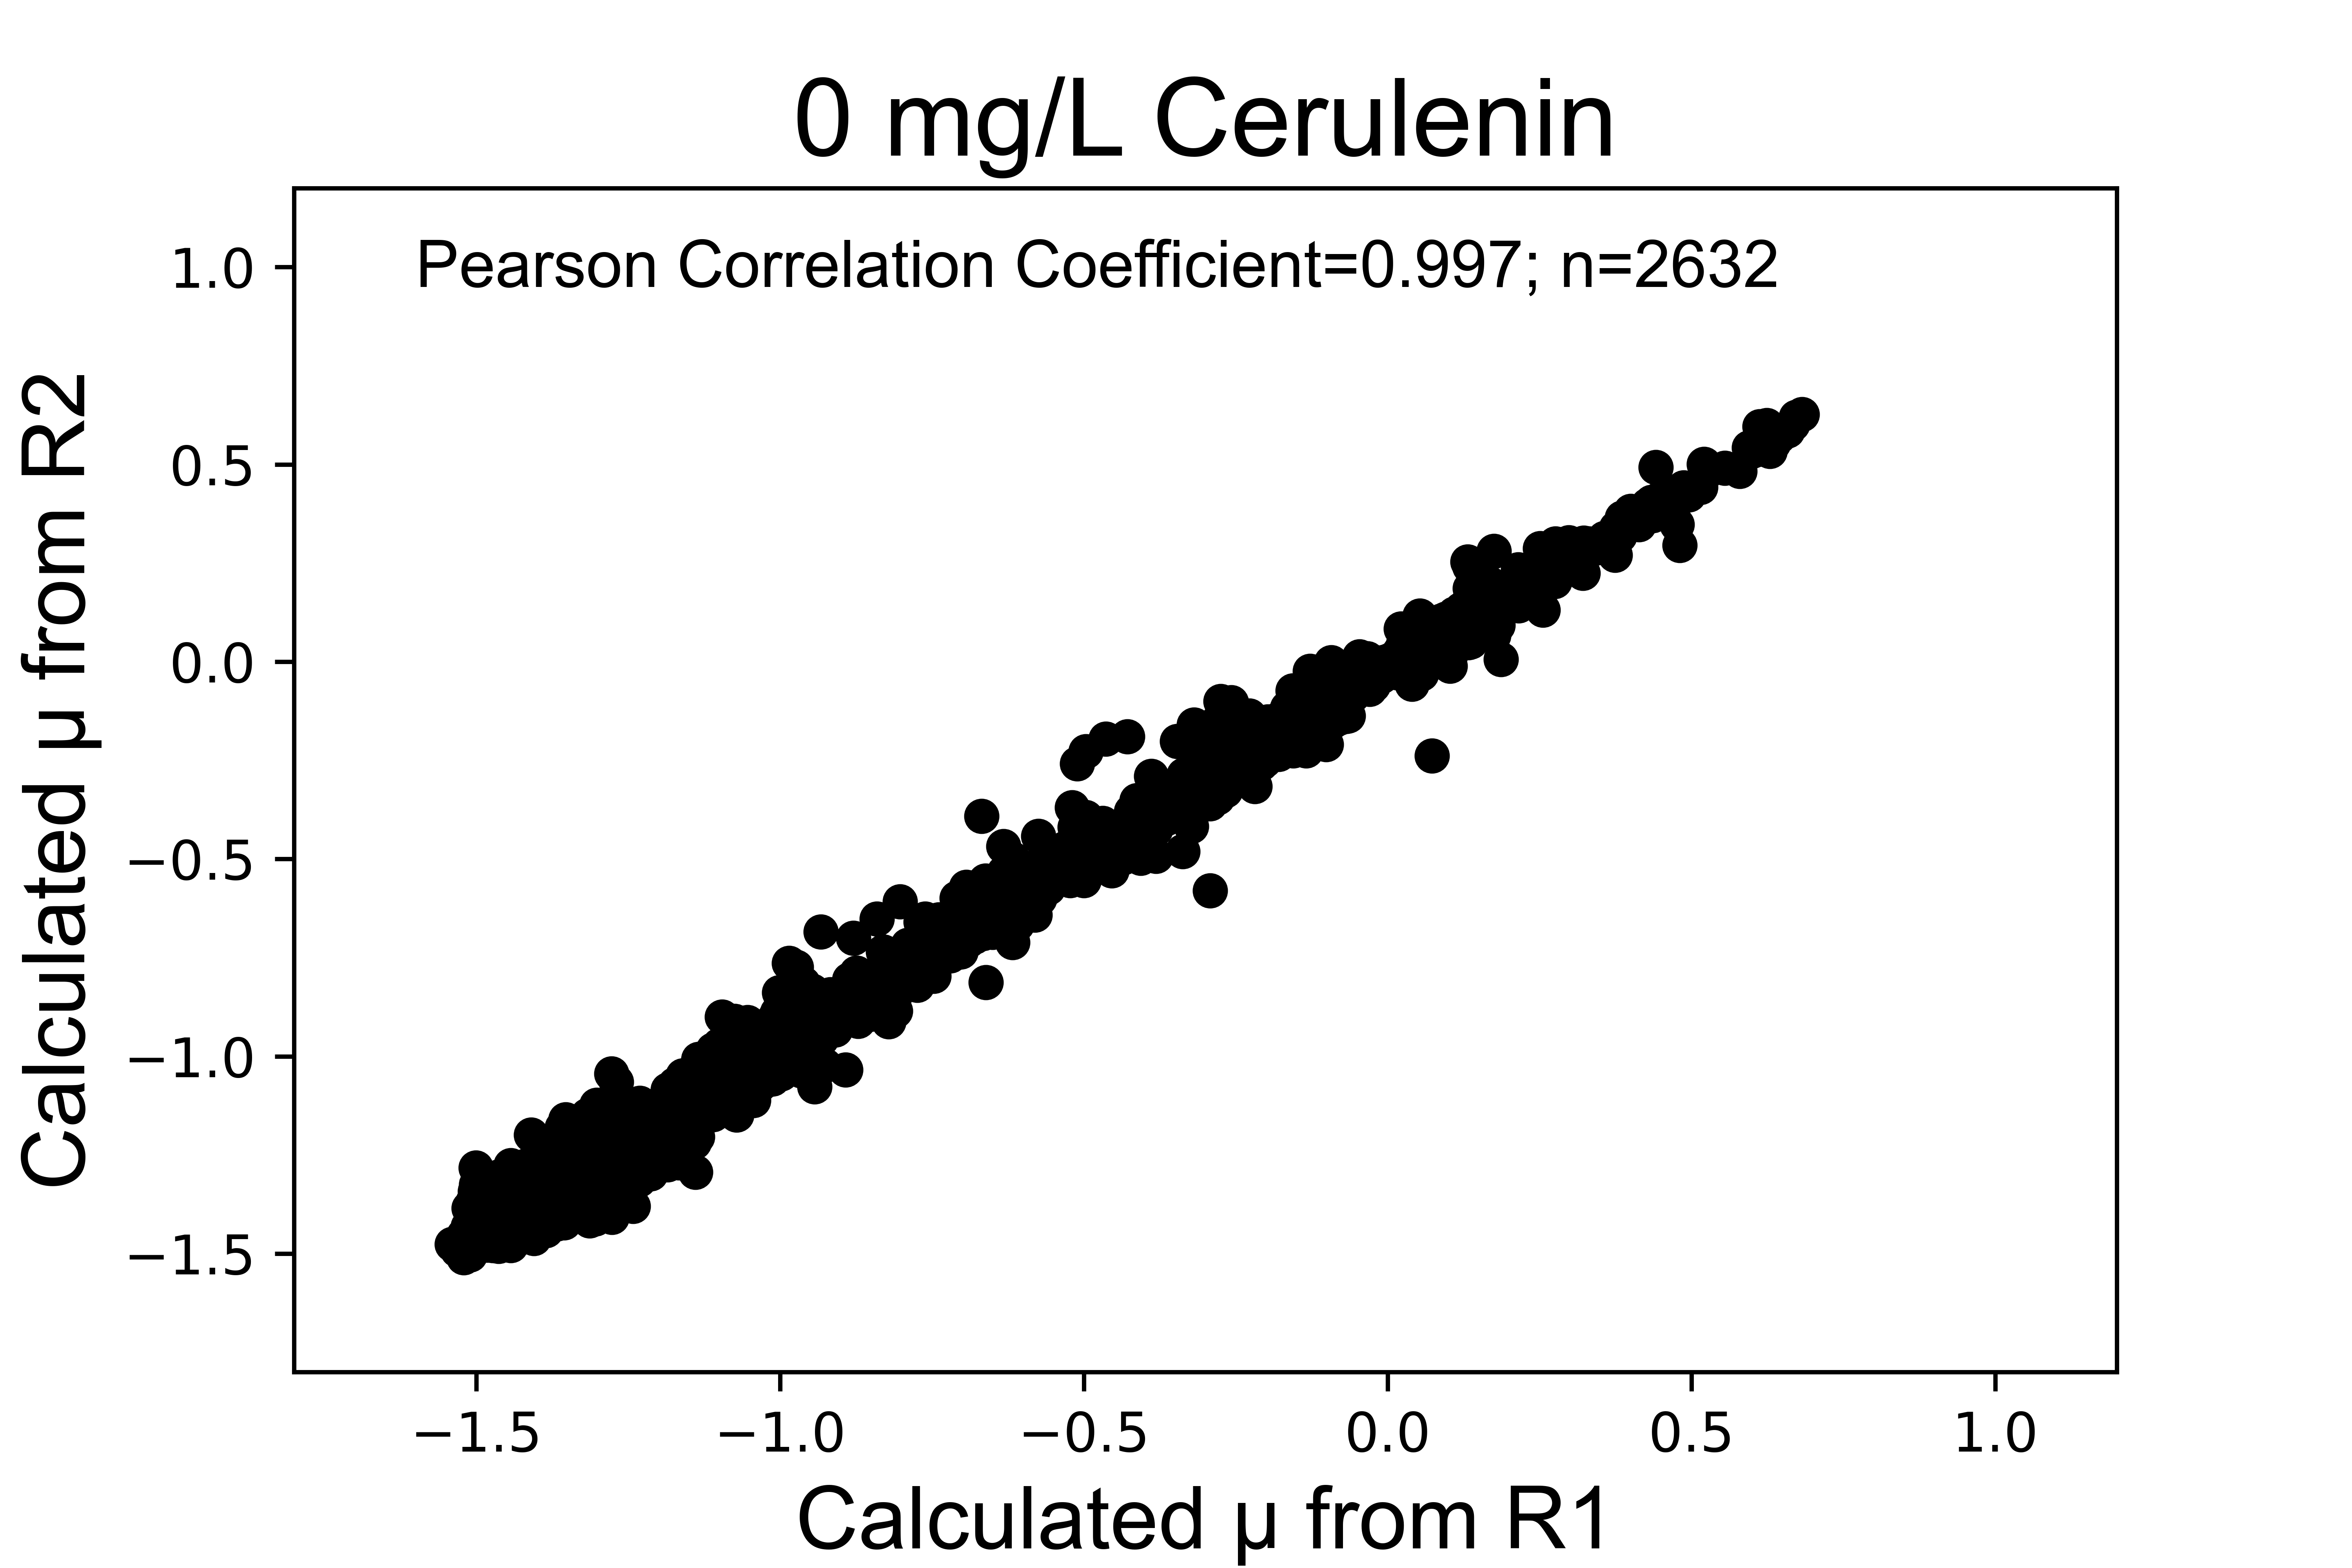 0 mg/L Cerulenin
Pearson Correlation Coefficient=0.997; n=2632
Calculated μ from R2
1.0
0.5
0.0
−0.5
−1.0
−1.5
−1.5 −1.0 −0.5 0.0 0.5 1.0
Calculated μ from R1